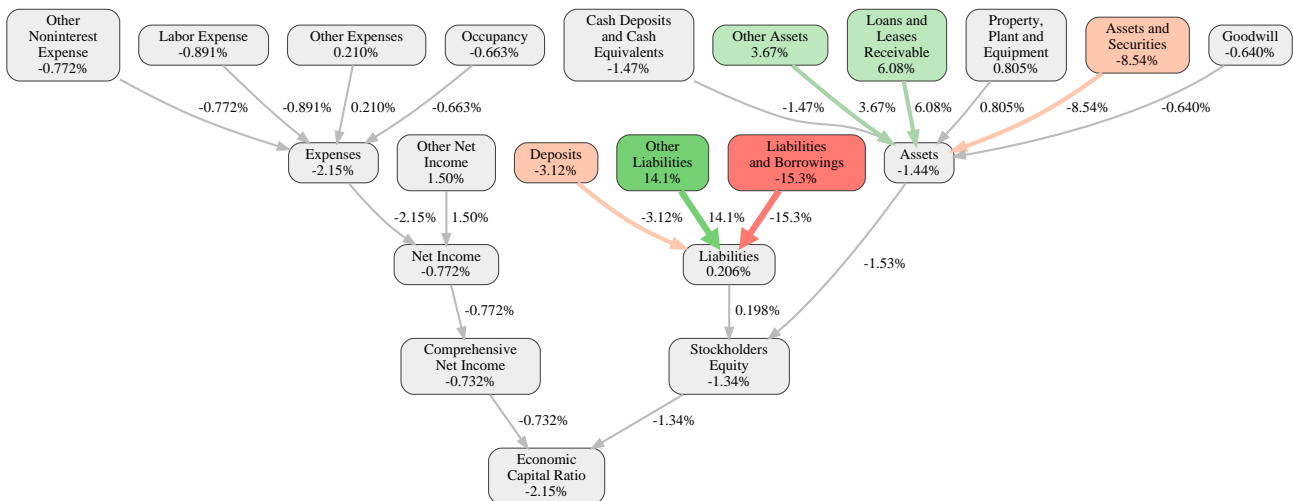 Other
Noninterest
Expense
-0.772%
Labor Expense
-0.891%
Other Expenses
0.210%
Occupancy
-0.663%
Cash Deposits
and Cash
Equivalents
-1.47%
Other Assets
3.67%
Loans and
Leases
Receivable
6.08%
Property,
Plant and
Equipment
0.805%
Assets and
Securities
-8.54%
Goodwill
-0.640%
-0.772%
-0.891%
0.210%
-0.663%
-1.47%
3.67%
6.08%
0.805%
-8.54%
-0.640%
Expenses
-2.15%
Other Net
Income
1.50%
Deposits
-3.12%
Other
Liabilities
14.1%
Liabilities
and Borrowings
-15.3%
Assets
-1.44%
-2.15%
1.50%
-3.12%
14.1%
-15.3%
-1.53%
Net Income
-0.772%
Liabilities
0.206%
-0.772%
0.198%
Comprehensive
Net Income
-0.732%
Stockholders
Equity
-1.34%
-0.732%
-1.34%
Economic
Capital Ratio
-2.15%